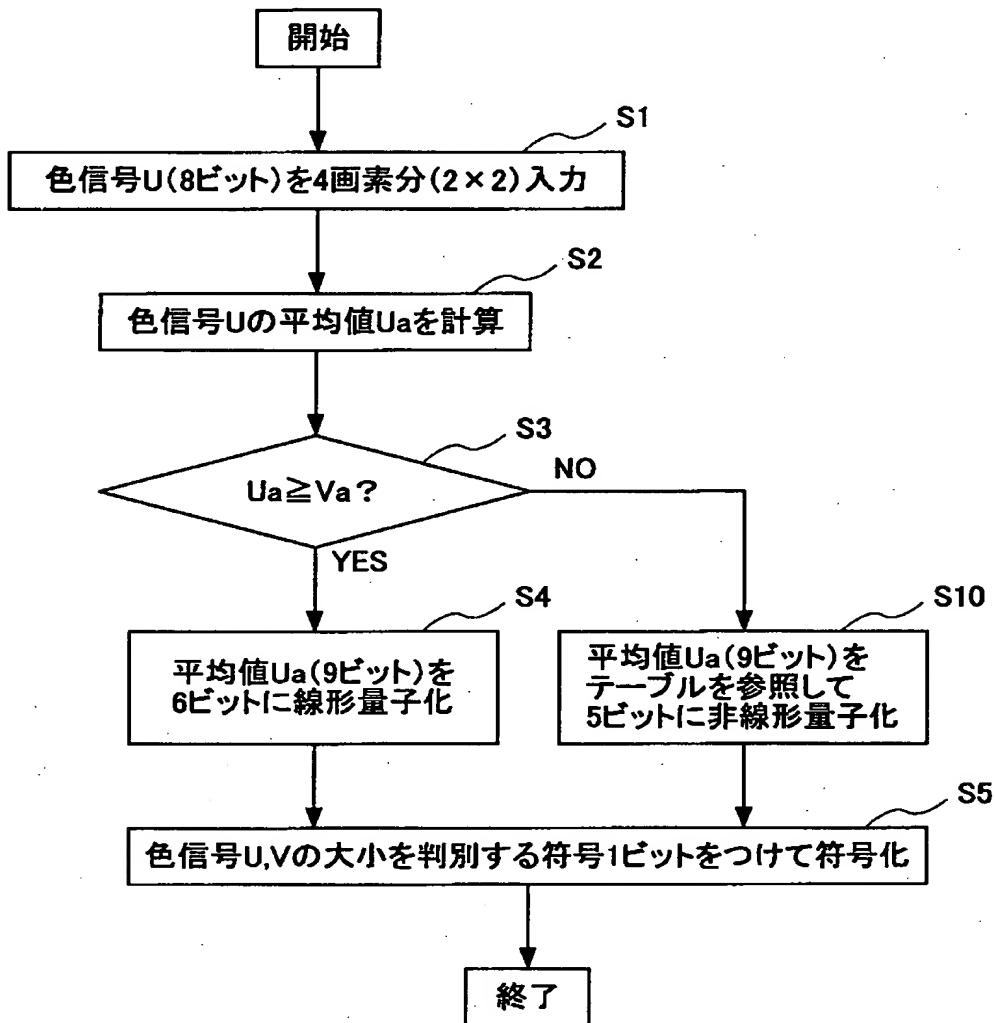 開始
S1
色信号U(8ビット)を4画素分(2×2)入力
S2
色信号Uの平均値Uaを計算
S3
Ua≧Va?
NO
YES
S4
平均値Ua(9ビット)を
6ビットに線形量子化
S10
平均値Ua(9ビット)を
テーブルを参照して
5ビットに非線形量子化
S5
色信号U,Vの大小を判別する符号1ビットをつけて符号化
終了